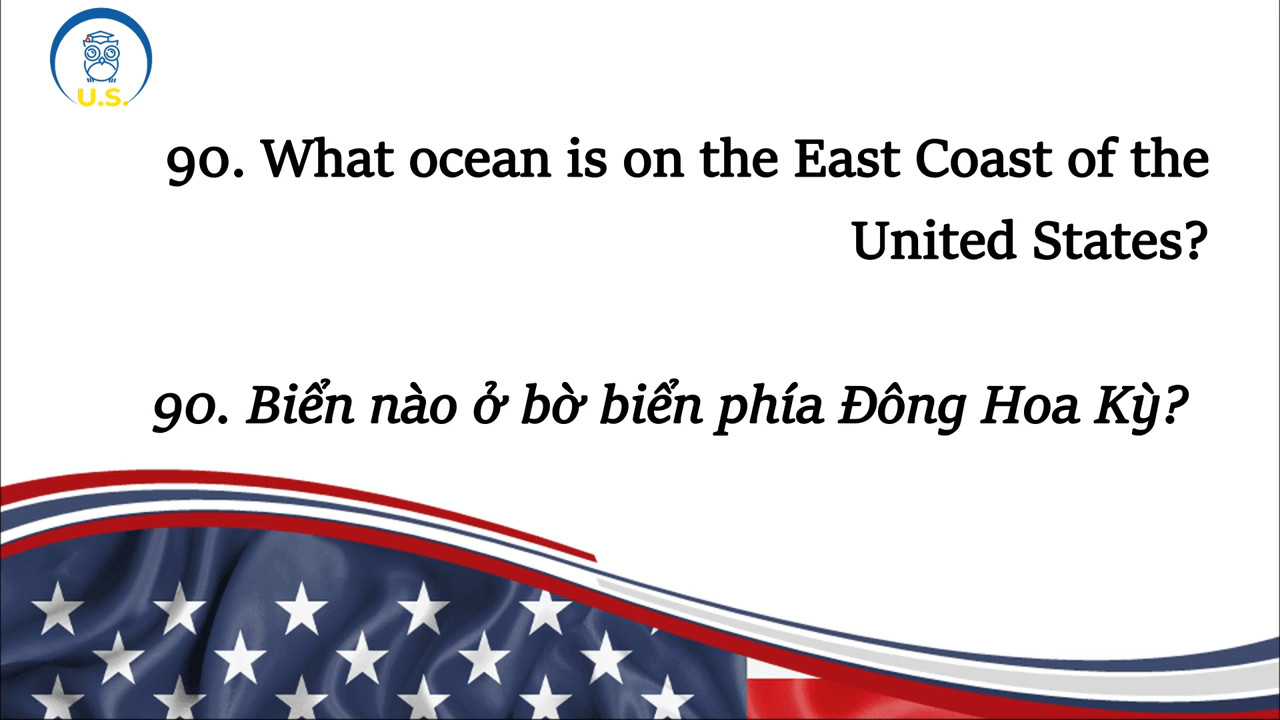 U.S.
90. What ocean is on the East Coast of the
United States?
90. Biển nào ở bờ biển phía Đông Hoa Kỳ?